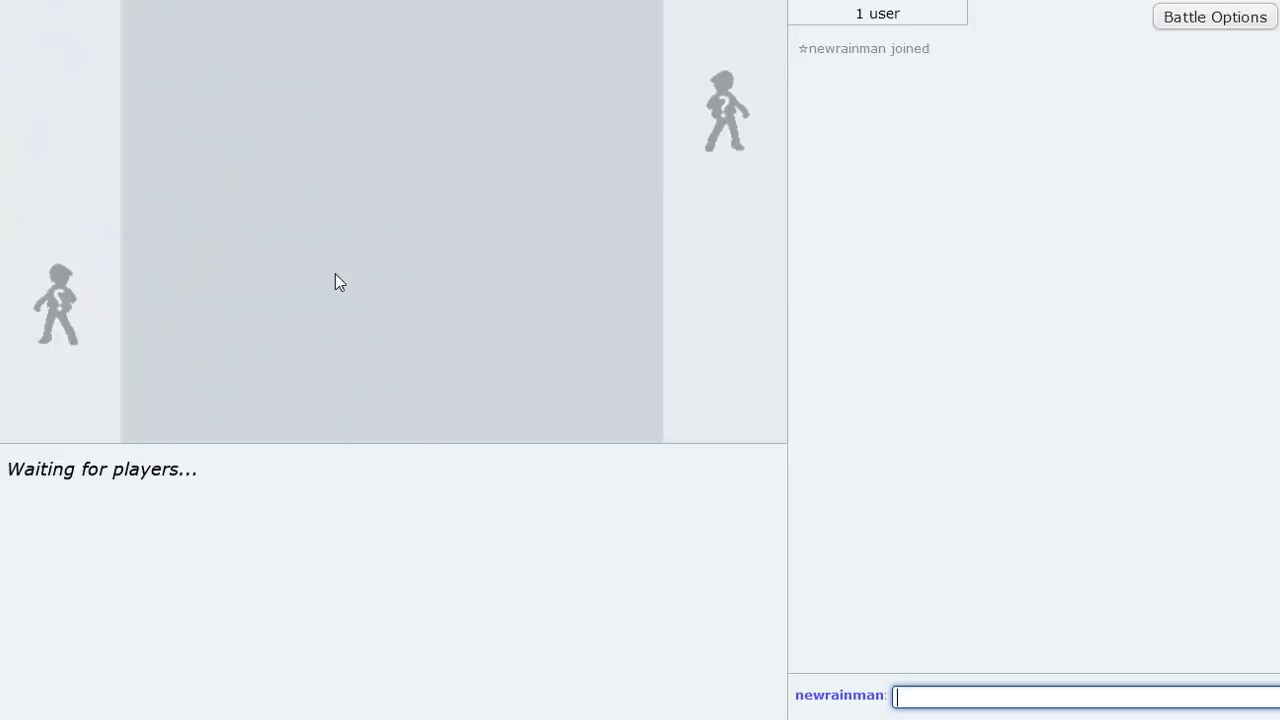 1 user
Battle Options
☆newrainman joined
Waiting for players...
newrainman: